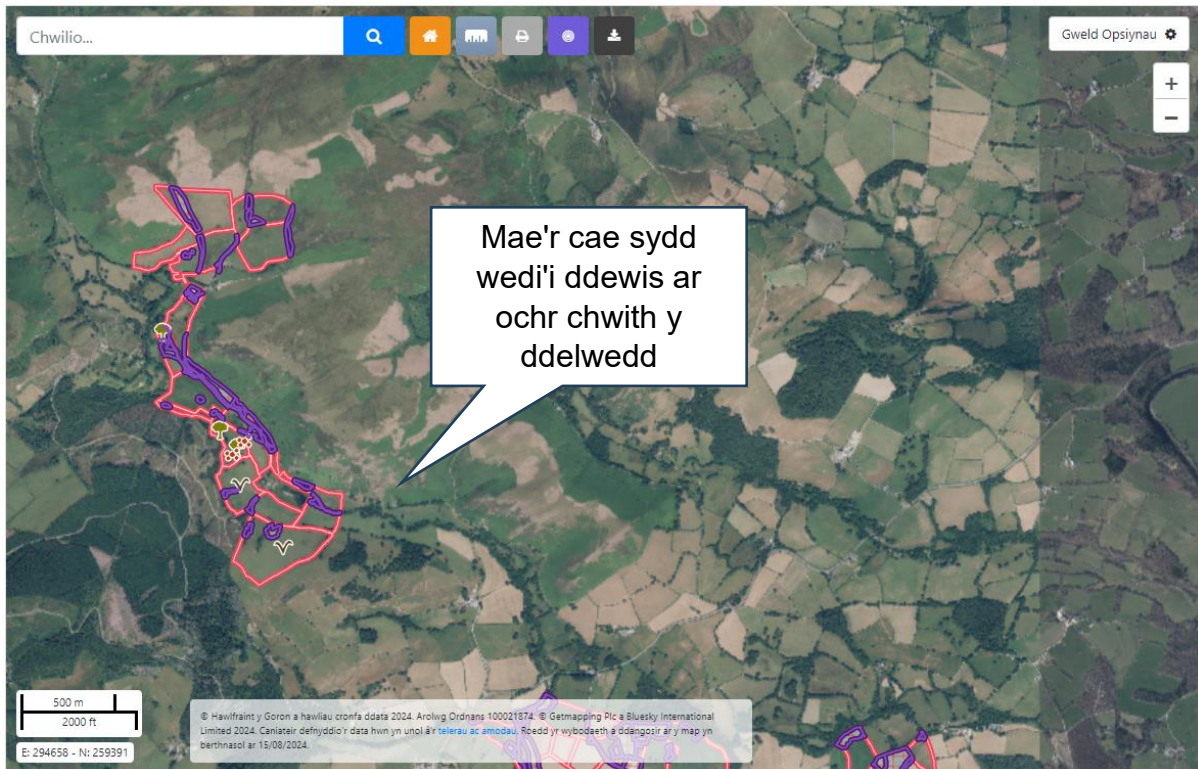 Chwilio...
Gweld Opsiynau
+
−
Mae'r cae sydd
wedi'i ddewis ar
ochr chwith y
ddelwedd
500 m
2000 ft
E: 294658 - N: 259391
© Hawlfraint y Goron a hawliau cronfa ddata 2024. Arolwg Ordnans 100021874. © Getmapping Plc a Bluesky International
Limited 2024. Caniateir defnyddio'r data hwn yn unol â'r telerau ac amodau. Roedd yr wybodaeth a ddangosir ar y map yn
berthnasol ar 15/08/2024.